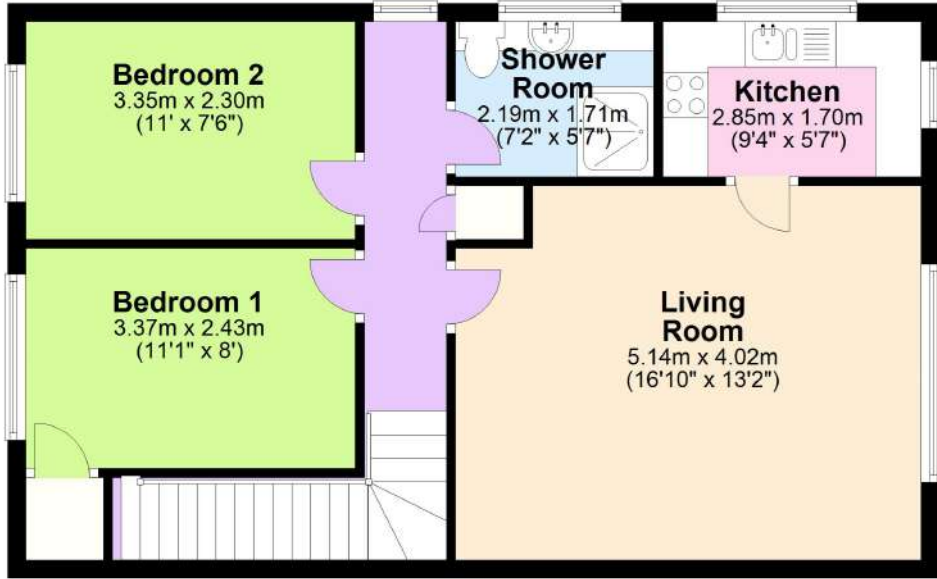 Bedroom 2
3.35m x 2.30m
(11' x 7'6")
Shower
Room
2.19m x 1.71m
(7'2" x 5'7")
Kitchen
2.85m x 1.70m
(9'4" x 5'7")
Bedroom 1
3.37m x 2.43m
(11'1" x 8')
Living
Room
5.14m x 4.02m
(16'10" x 13'2")